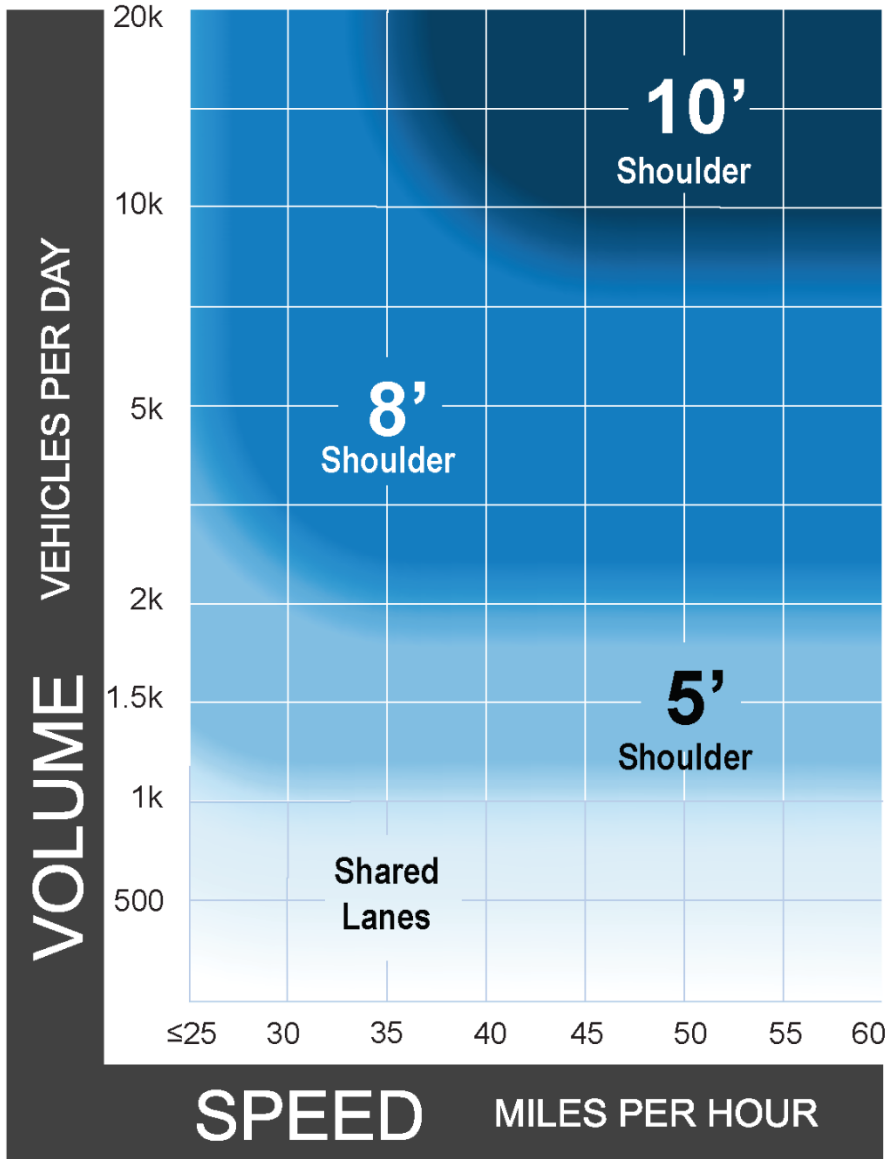 20k
10’
Shoulder
10k
VEHICLES PER DAY
8’
5k
Shoulder
2k
VOLUME
5’
1.5k
Shoulder
1k
Shared
Lanes
500
≤25 30 35 40 45 50 55 60
SPEED MILES PER HOUR